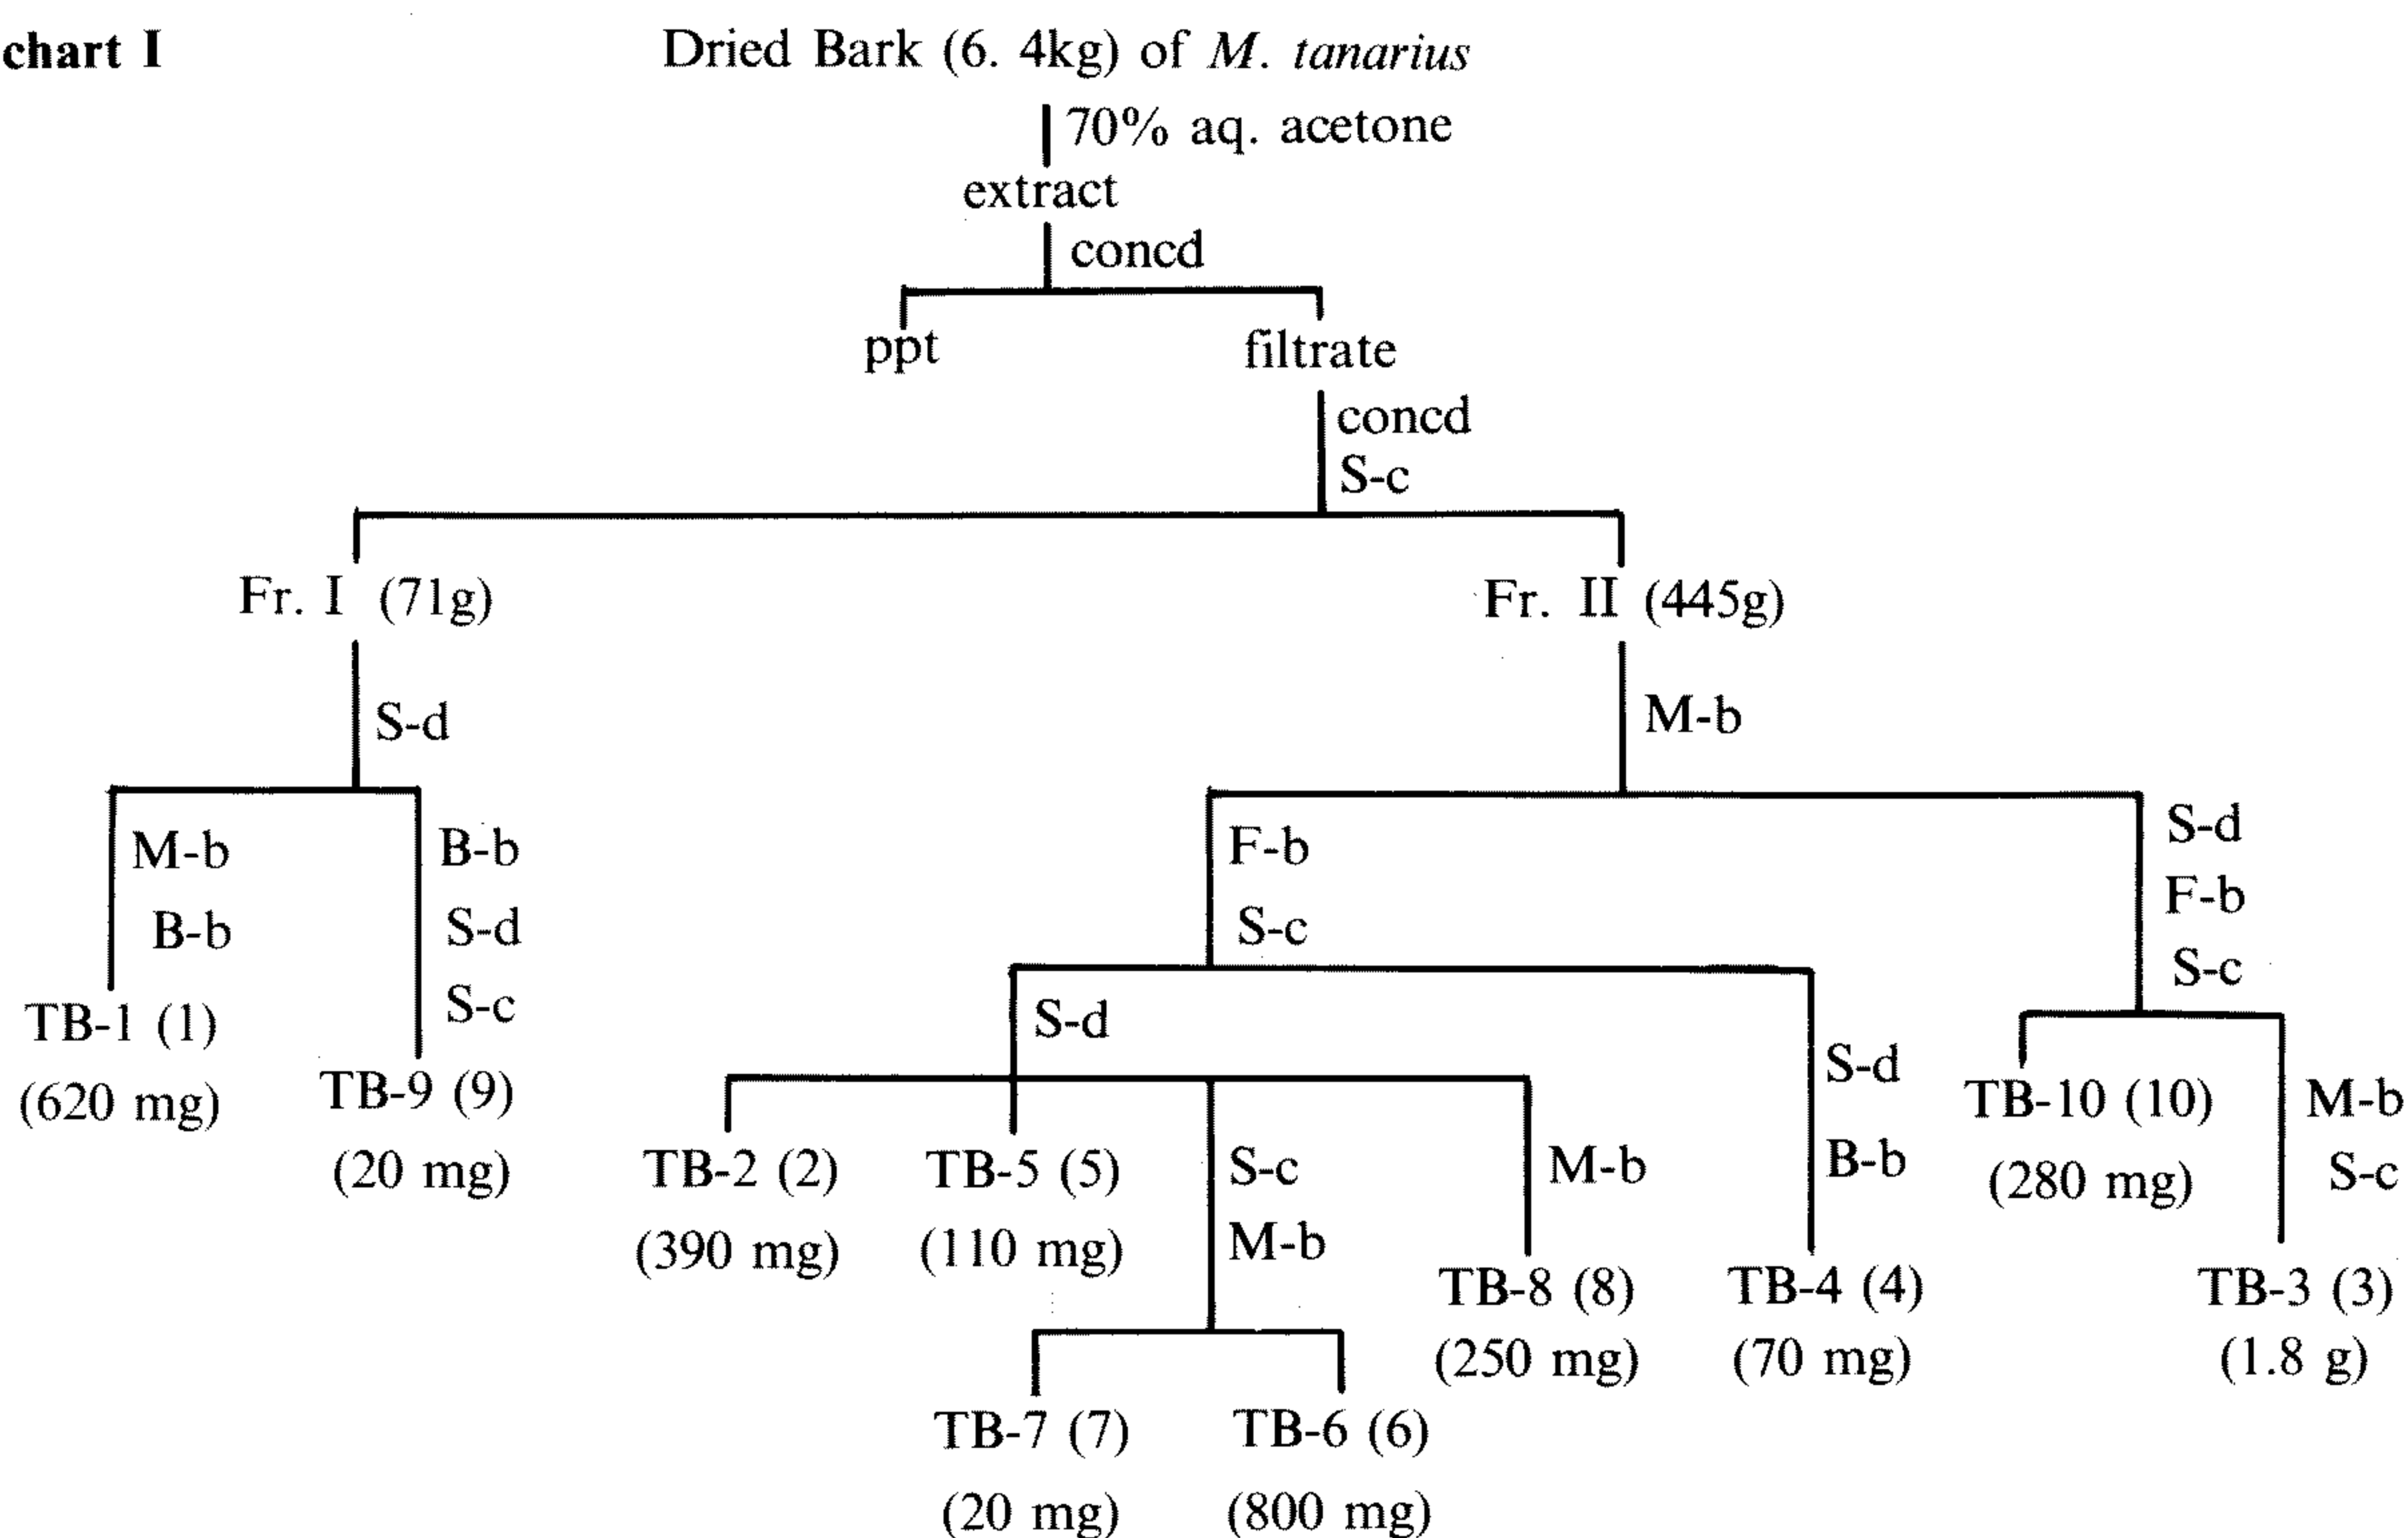 chart I
Dried Bark (6. 4kg) of M. tanarius
70% aq. acetone
extract
concd
ppt
filtrate
concd
S-c
Fr. I (71g)
Fr. II (445g)
S-d
M-b
M-b
B-b
B-b
S-d
S-c
F-b
S-c
S-d
F-b
S-c
TB-1 (1)
(620 mg)
TB-9 (9)
(20 mg)
S-d
S-d
B-b
TB-2 (2)
(390 mg)
TB-5 (5)
(110 mg)
S-c
M-b
M-b
TB-8 (8)
(250 mg)
TB-4 (4)
(70 mg)
TB-10 (10)
(280 mg)
M-b
S-c
TB-3 (3)
(1.8 g)
TB-7 (7)
(20 mg)
TB-6 (6)
(800 mg)